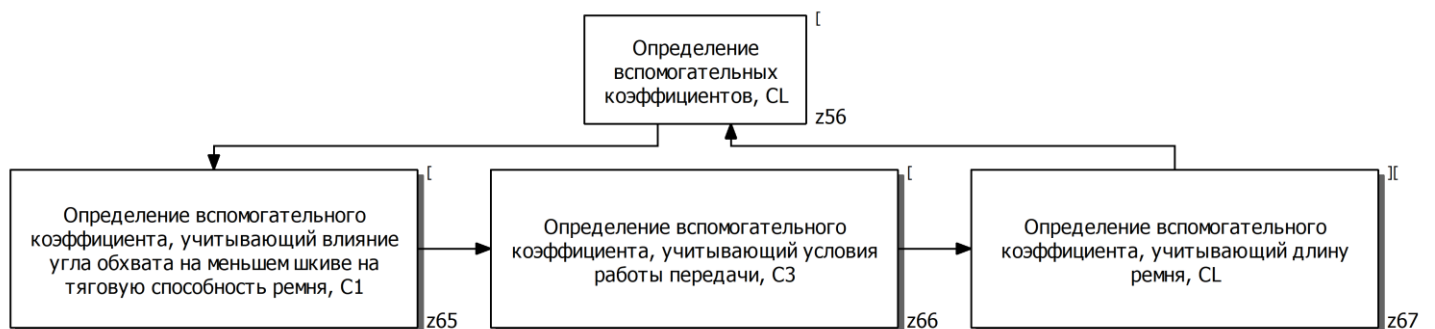 [
Определение
вспомогательных
коэффициентов, CL
z56
[
Определение вспомогательного
коэффициента, учитывающий влияние
угла обхвата на меньшем шкиве на
тяговую способность ремня, C1
z65
[
Определение вспомогательного
коэффициента, учитывающий условия
работы передачи, C3
z66
][
Определение вспомогательного
коэффициента, учитывающий длину
ремня, CL
z67